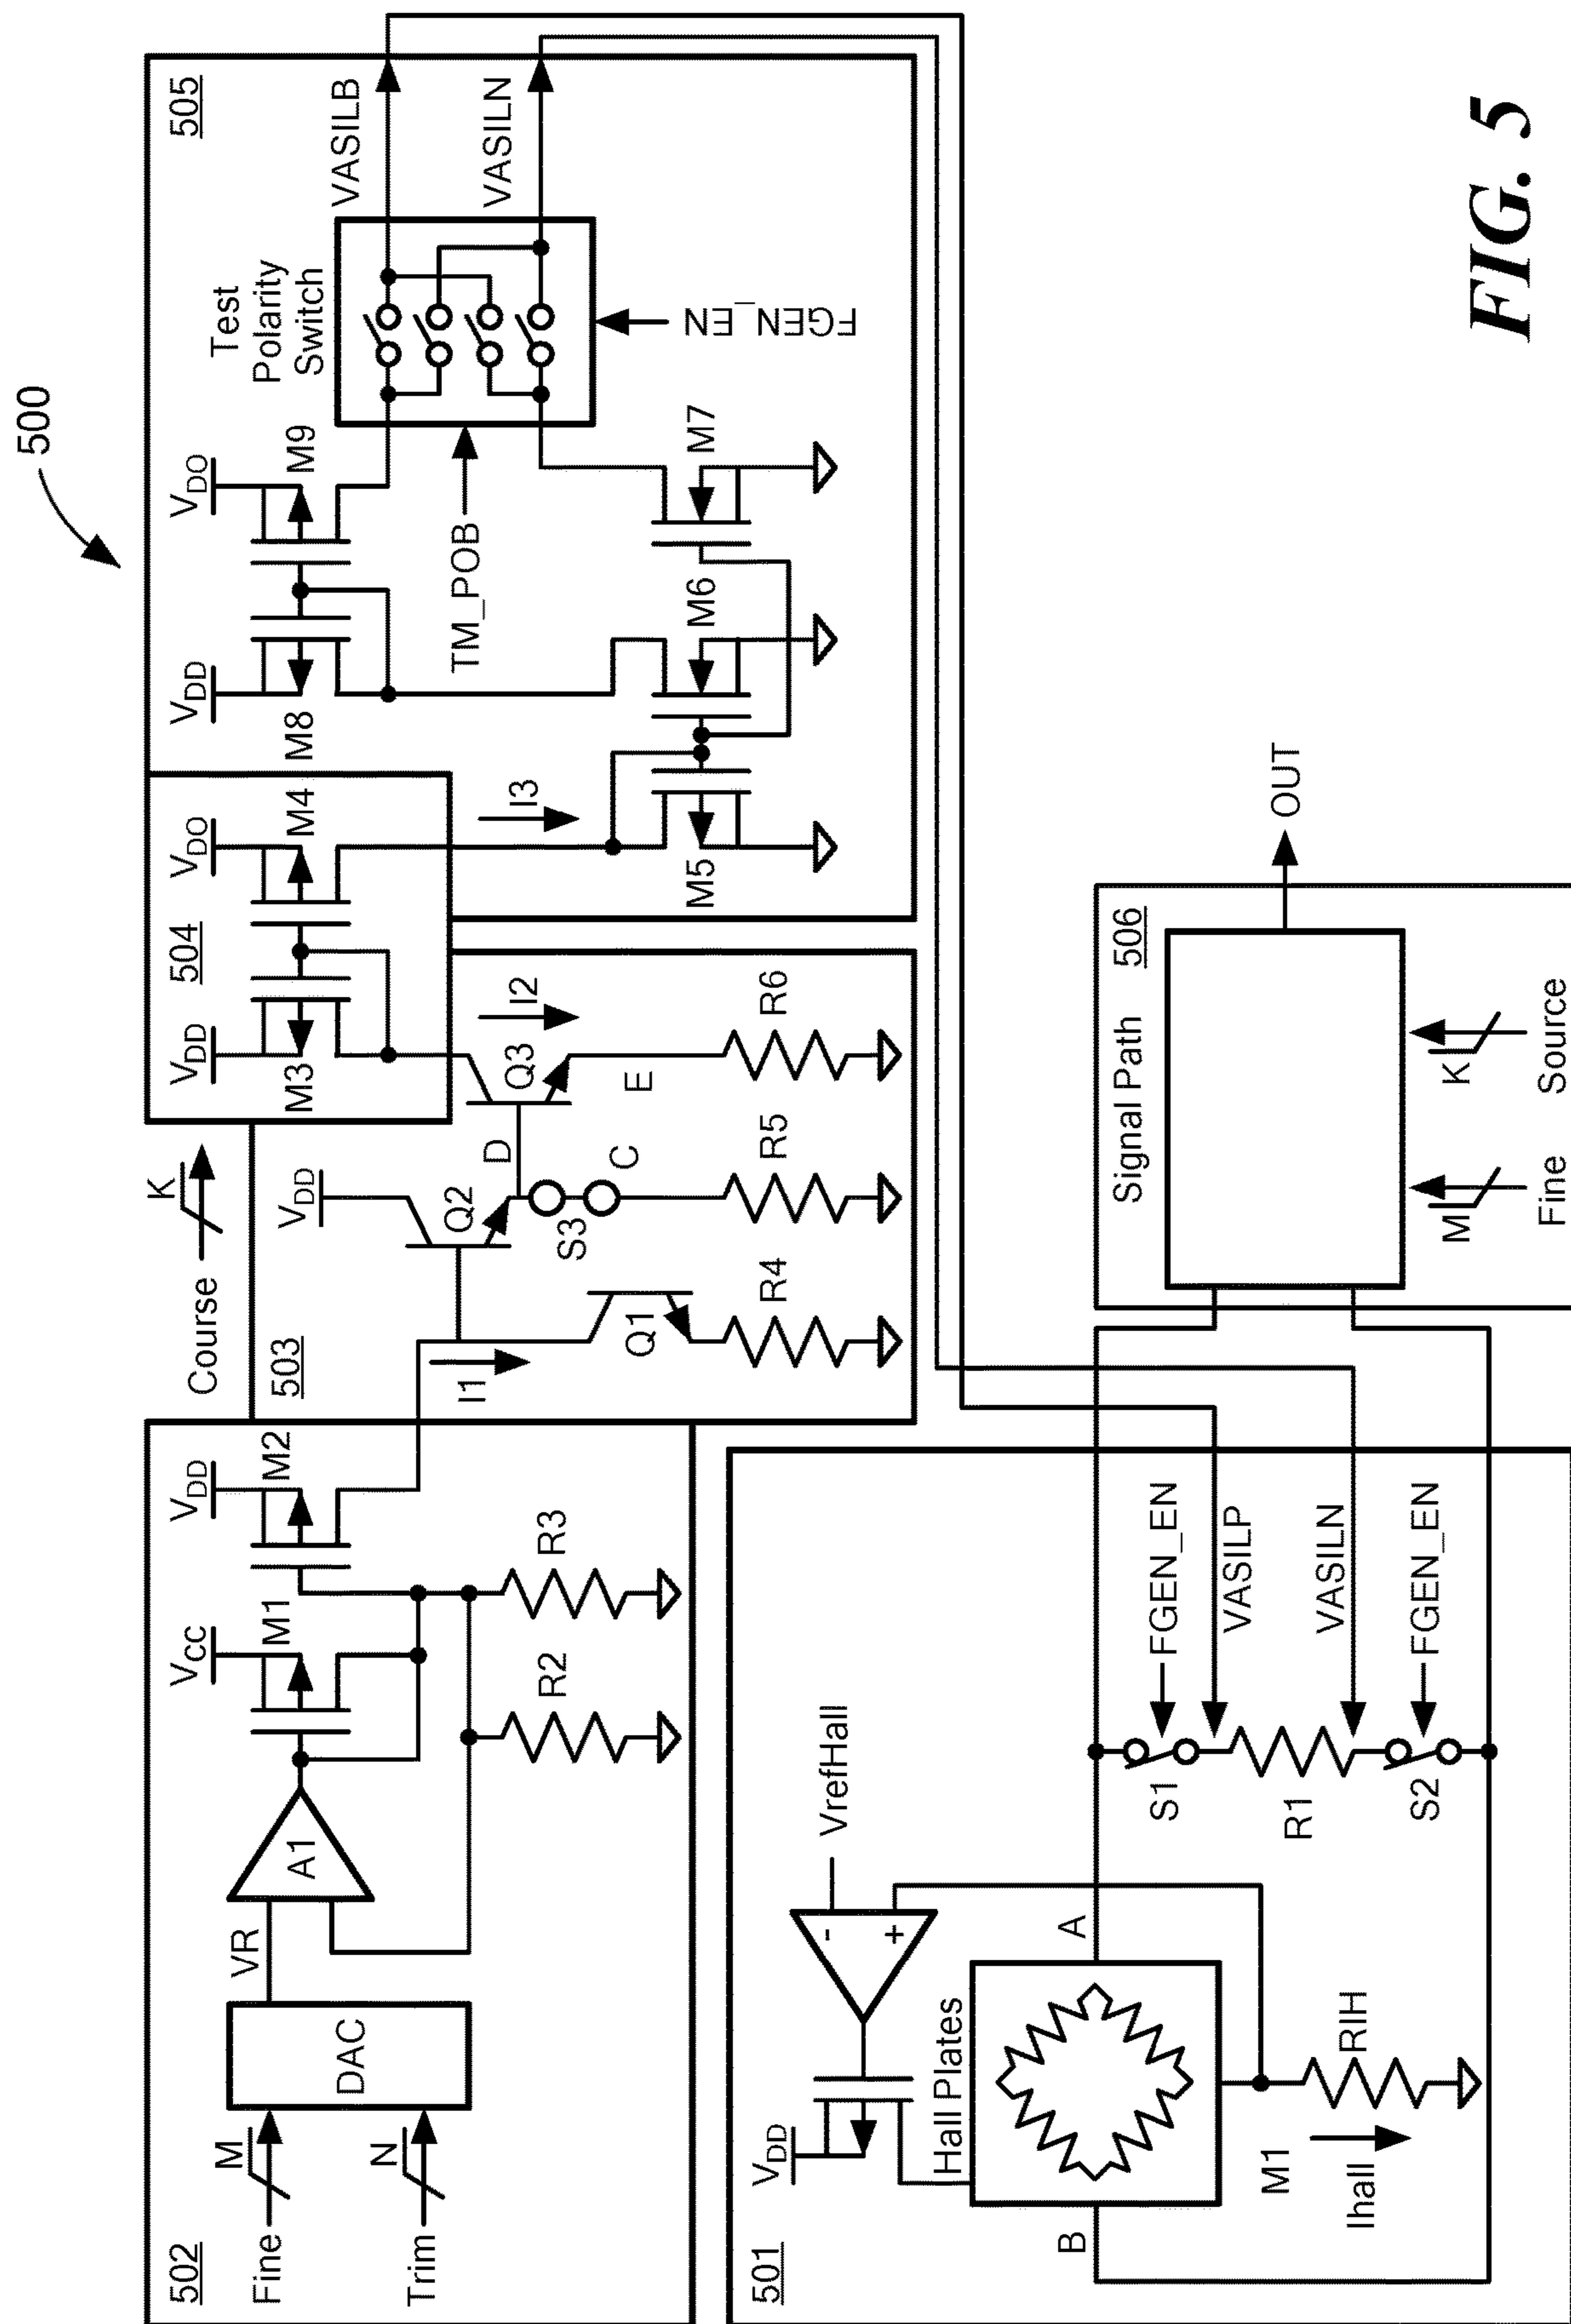 500
502
Fine
M
Trim
N
DAC
VR
A1
VCC
M1
VDD
M2
R2
R3
503
Course
K
I1
Q1
R4
VDD
Q2
S3
C
R5
D
Q3
E
I2
R6
504
VDD
M3
VDO
M4
505
I3
M5
VDD
M8
VDO
M9
M6
M7
TM_POB
Test
Polarity
Switch
FGEN_EN
VASILB
VASILN
501
VDD
VrefHall
-
+
Hall Plates
A
B
M1
Ihall
RIH
S1
R1
S2
FGEN_EN
VASILP
VASILN
FGEN_EN
506
Signal Path
OUT
M
Fine
K
Source
FIG. 5